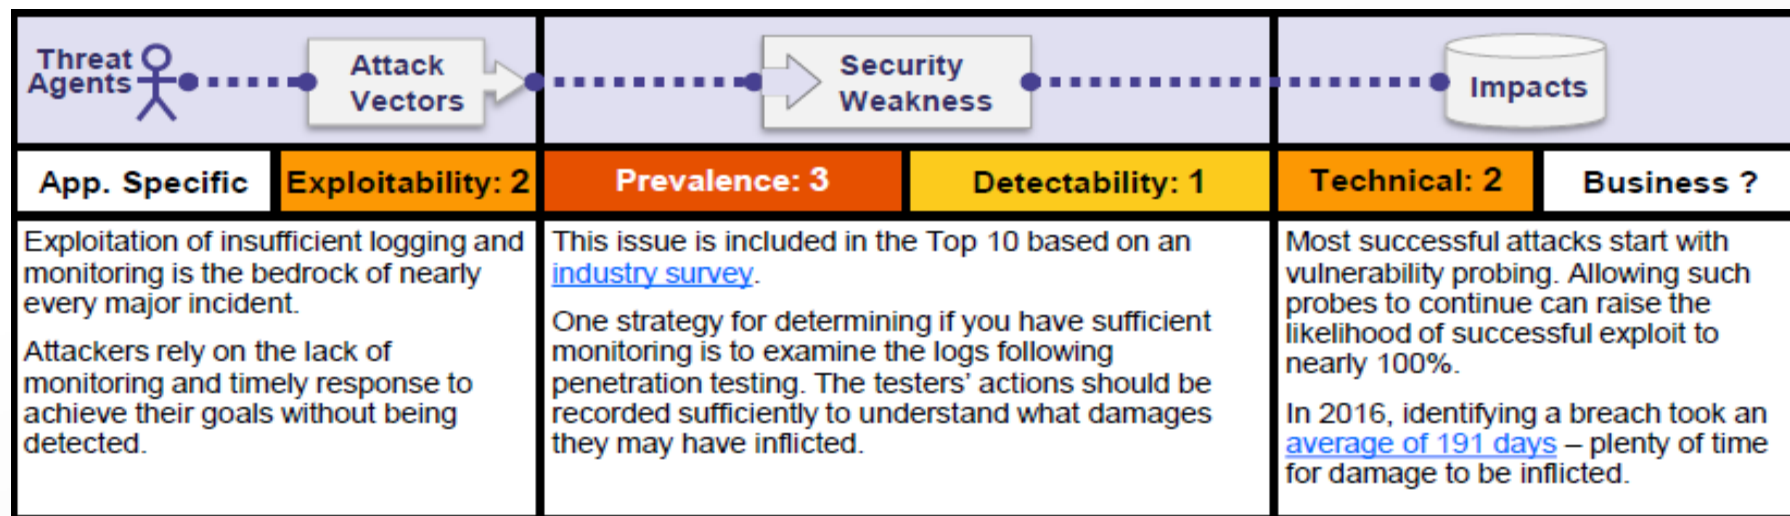 Threat
Agents
Attack
Vectors
Security
Weakness
Impacts
App. Specific
Exploitability: 2
Prevalence: 3
Detectability: 1
Technical: 2
Business ?
Exploitation of insufficient logging and
monitoring is the bedrock of nearly
every major incident.
Attackers rely on the lack of
monitoring and timely response to
achieve their goals without being
detected.
This issue is included in the Top 10 based on an
industry survey.
One strategy for determining if you have sufficient
monitoring is to examine the logs following
penetration testing. The testers’ actions should be
recorded sufficiently to understand what damages
they may have inflicted.
Most successful attacks start with
vulnerability probing. Allowing such
probes to continue can raise the
likelihood of successful exploit to
nearly 100%.
In 2016, identifying a breach took an
average of 191 days – plenty of time
for damage to be inflicted.